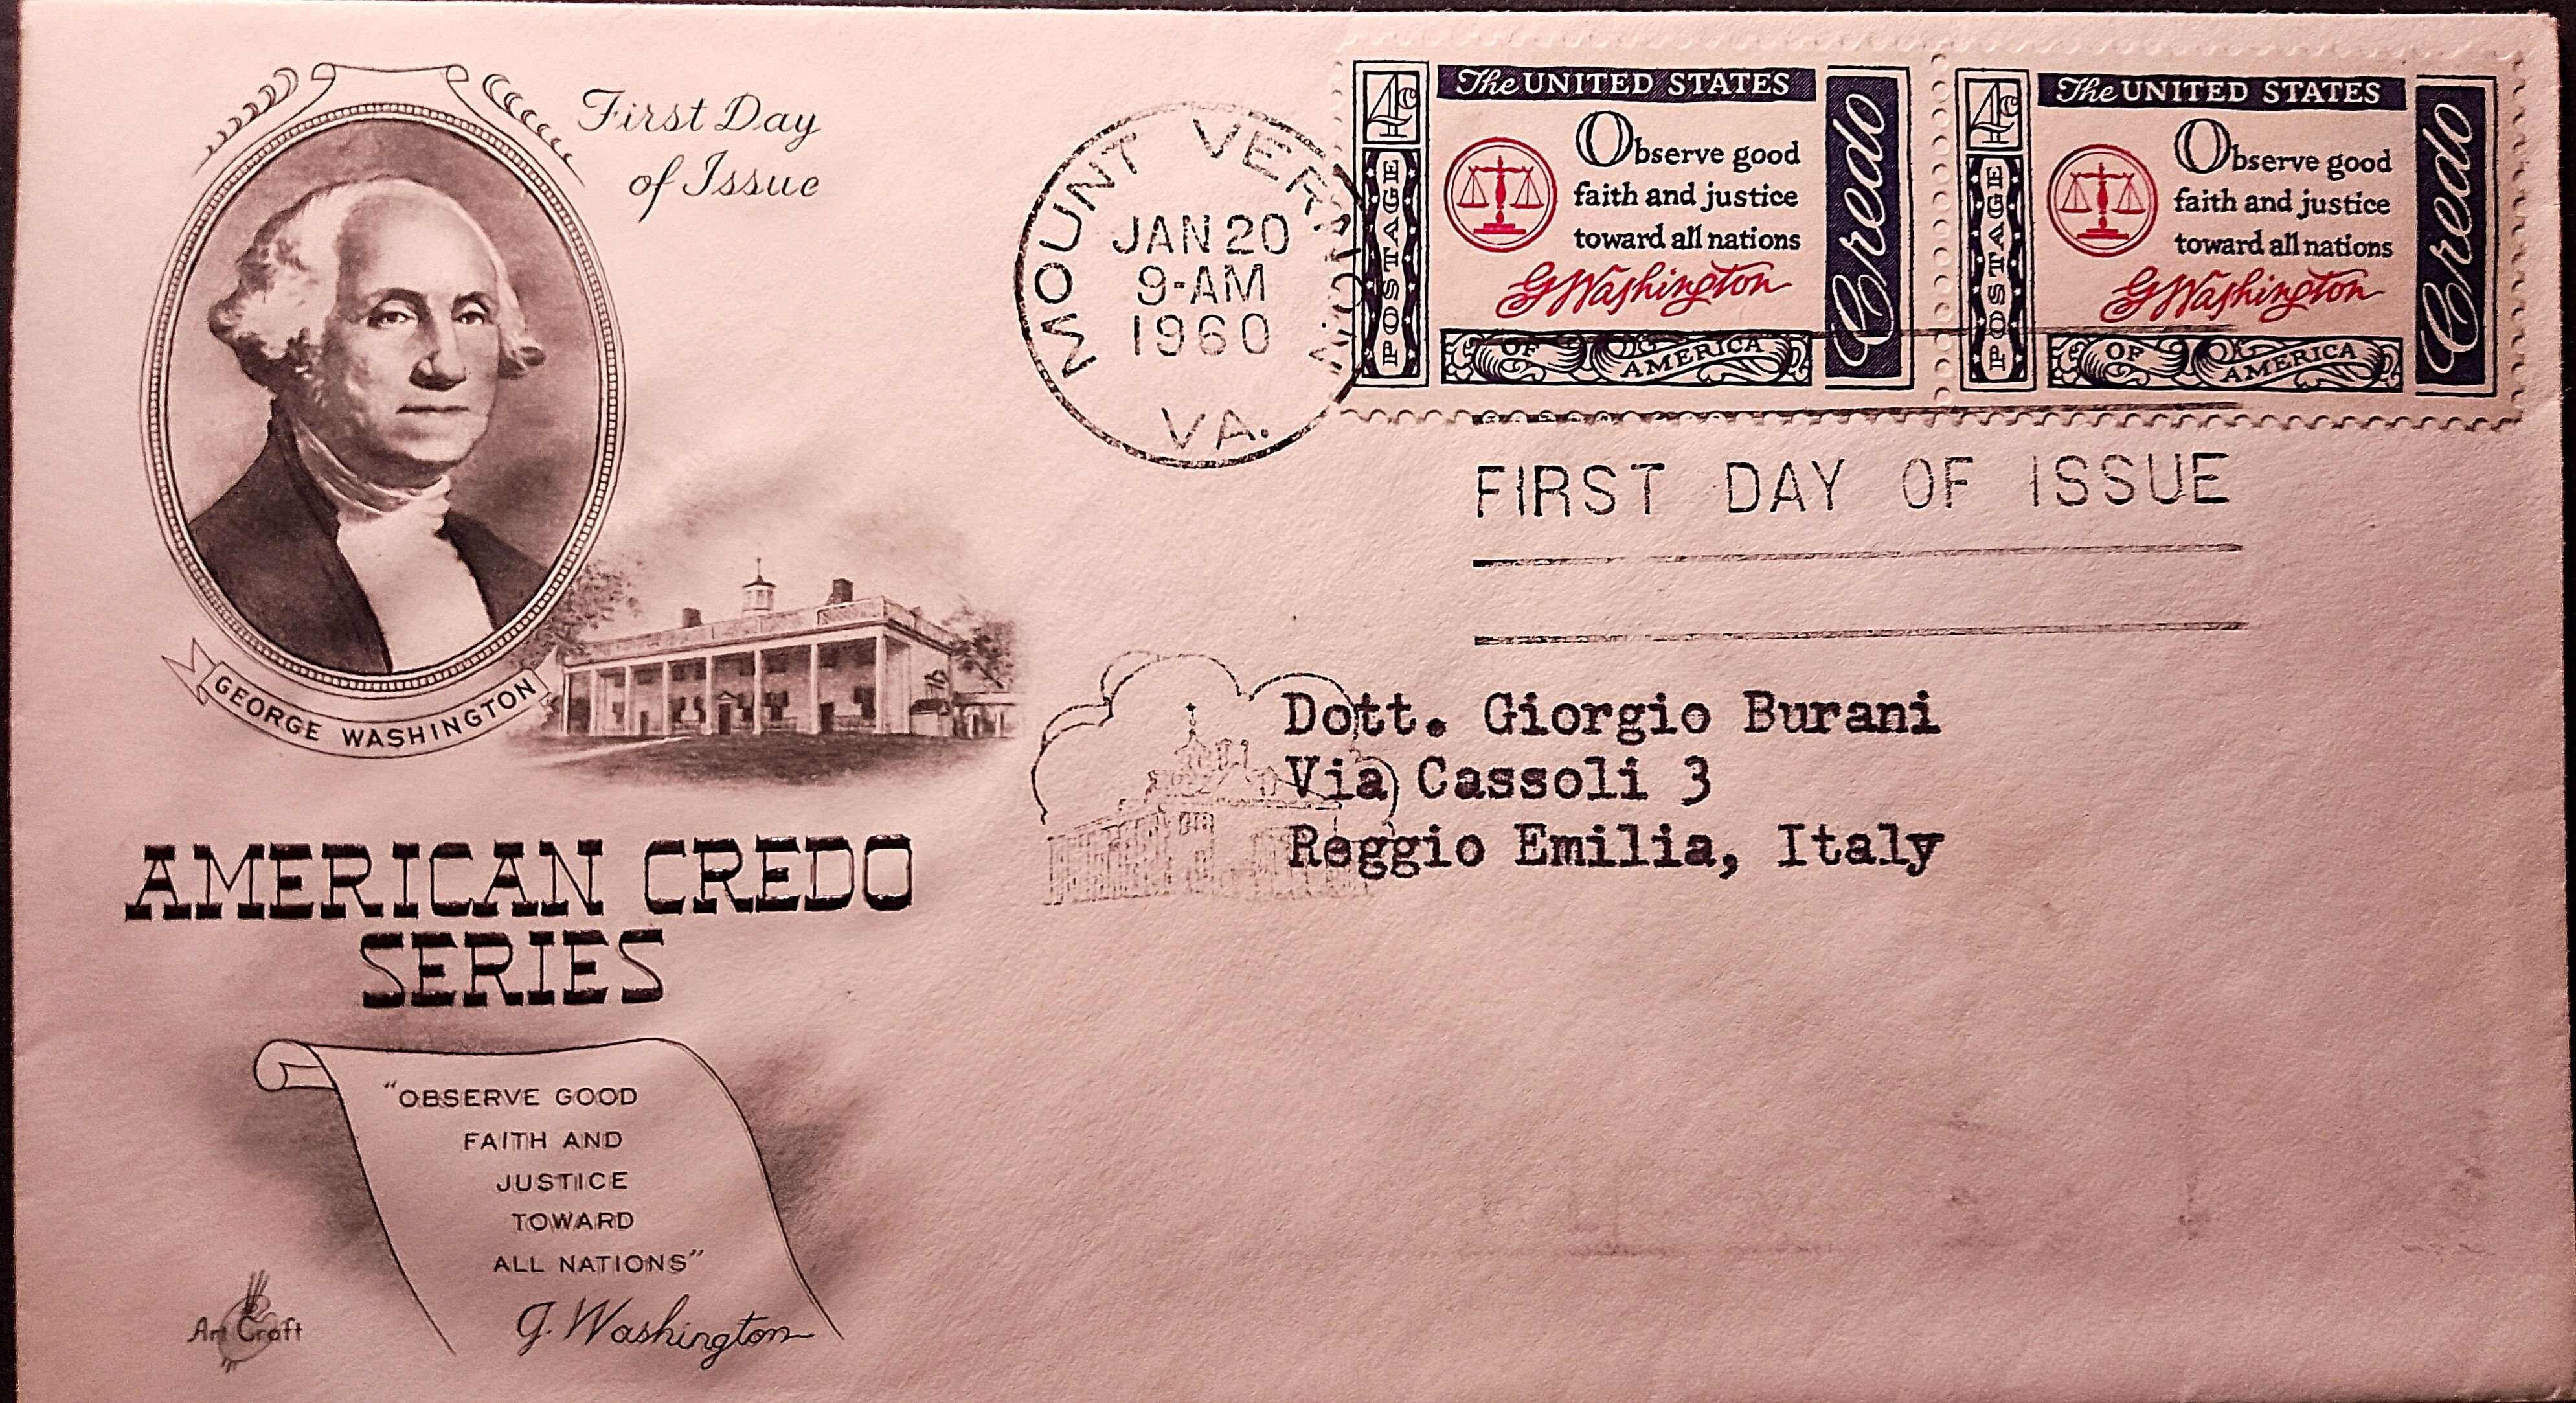 First Day
of Issue
GEORGE WASHINGTON
AMERICAN CREDO
SERIES
"OBSERVE GOOD
FAITH AND
JUSTICE
TOWARD
ALL NATIONS"
G. Washington
Art Craft
MOUNT VERNON
JAN 20
9-AM
1960
VA.
4c
POSTAGE
The UNITED STATES
Observe good
faith and justice
toward all nations
G Washington
OF AMERICA
Credo
4c
POSTAGE
The UNITED STATES
Observe good
faith and justice
toward all nations
G Washington
OF AMERICA
Credo
FIRST DAY OF ISSUE
Dott. Giorgio Burani
Via Cassoli 3
Reggio Emilia, Italy